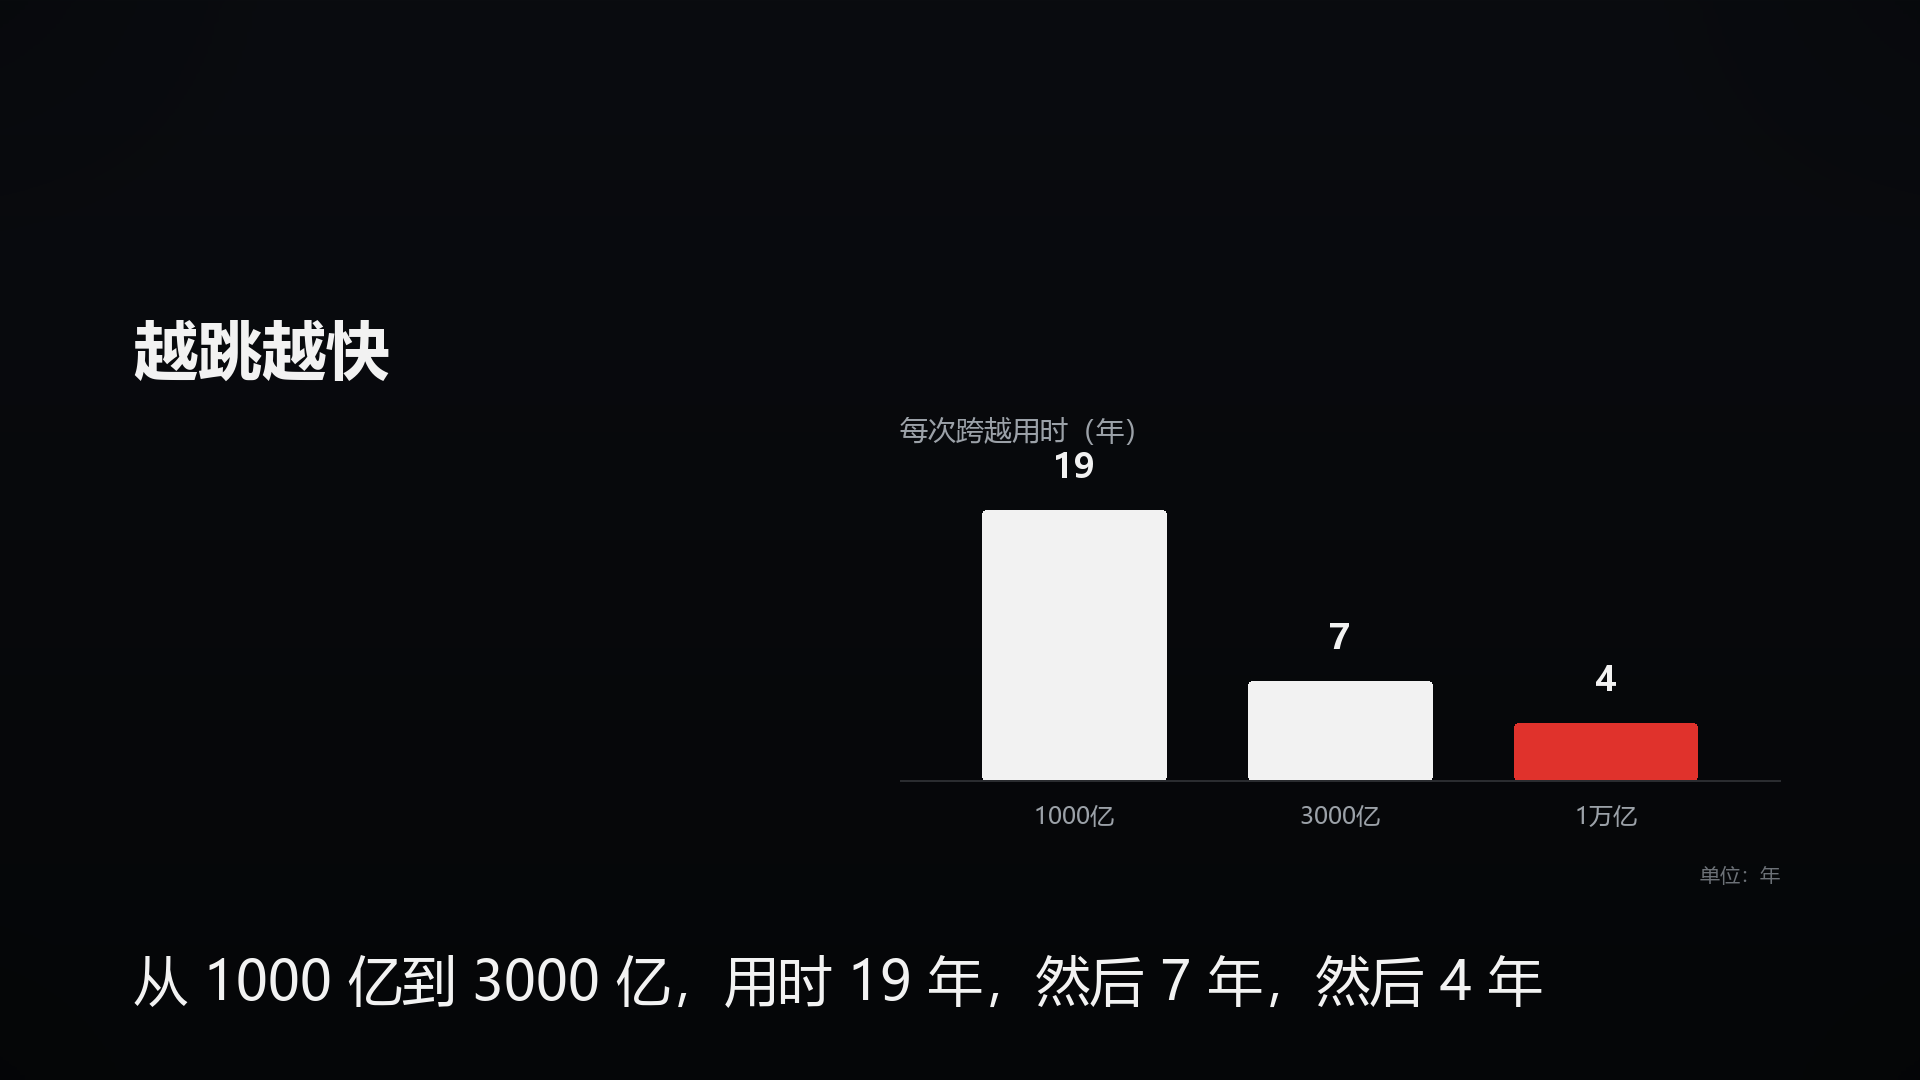 越跳越快
每次跨越用时（年）
19
7
4
1000亿
3000亿
1万亿
单位：年
从 1000 亿到 3000 亿，用时 19 年，然后 7 年，然后 4 年